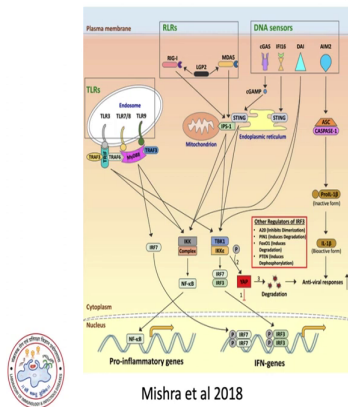 Plasma membrane
RLRs
DNA sensors
RIG-I
LGP2
MDA5
cGAS
IFI16
DAI
AIM2
cGAMP
TLRs
Endosome
TLR3
TLR7/8
TLR9
TRAF3
TRIF
TRAF6
MyD88
TRAF3
IPS-1
STING
STING
Mitochondrion
Endoplasmic reticulum
ASC
CASPASE-1
ProIL-1β
(Inactive form)
IL-1β
(Bioactive form)
Other Regulators of IRF3
• A20 (Inhibits Dimerization)
• PIN1 (Induces Degradation)
• FoxO1 (Induces Degradation)
• PTEN (Induces Dephosphorylation)
IRF7
IKK
Complex
TBK1
IKKε
P
NF-κB
IRF7
IRF3
YAP
Degradation
Anti-viral responses
Cytoplasm
Nucleus
NF-κB
P
IRF7
P
IRF3
P
IRF7
P
IRF3
Pro-inflammatory genes
IFN-genes
Mishra et al 2018